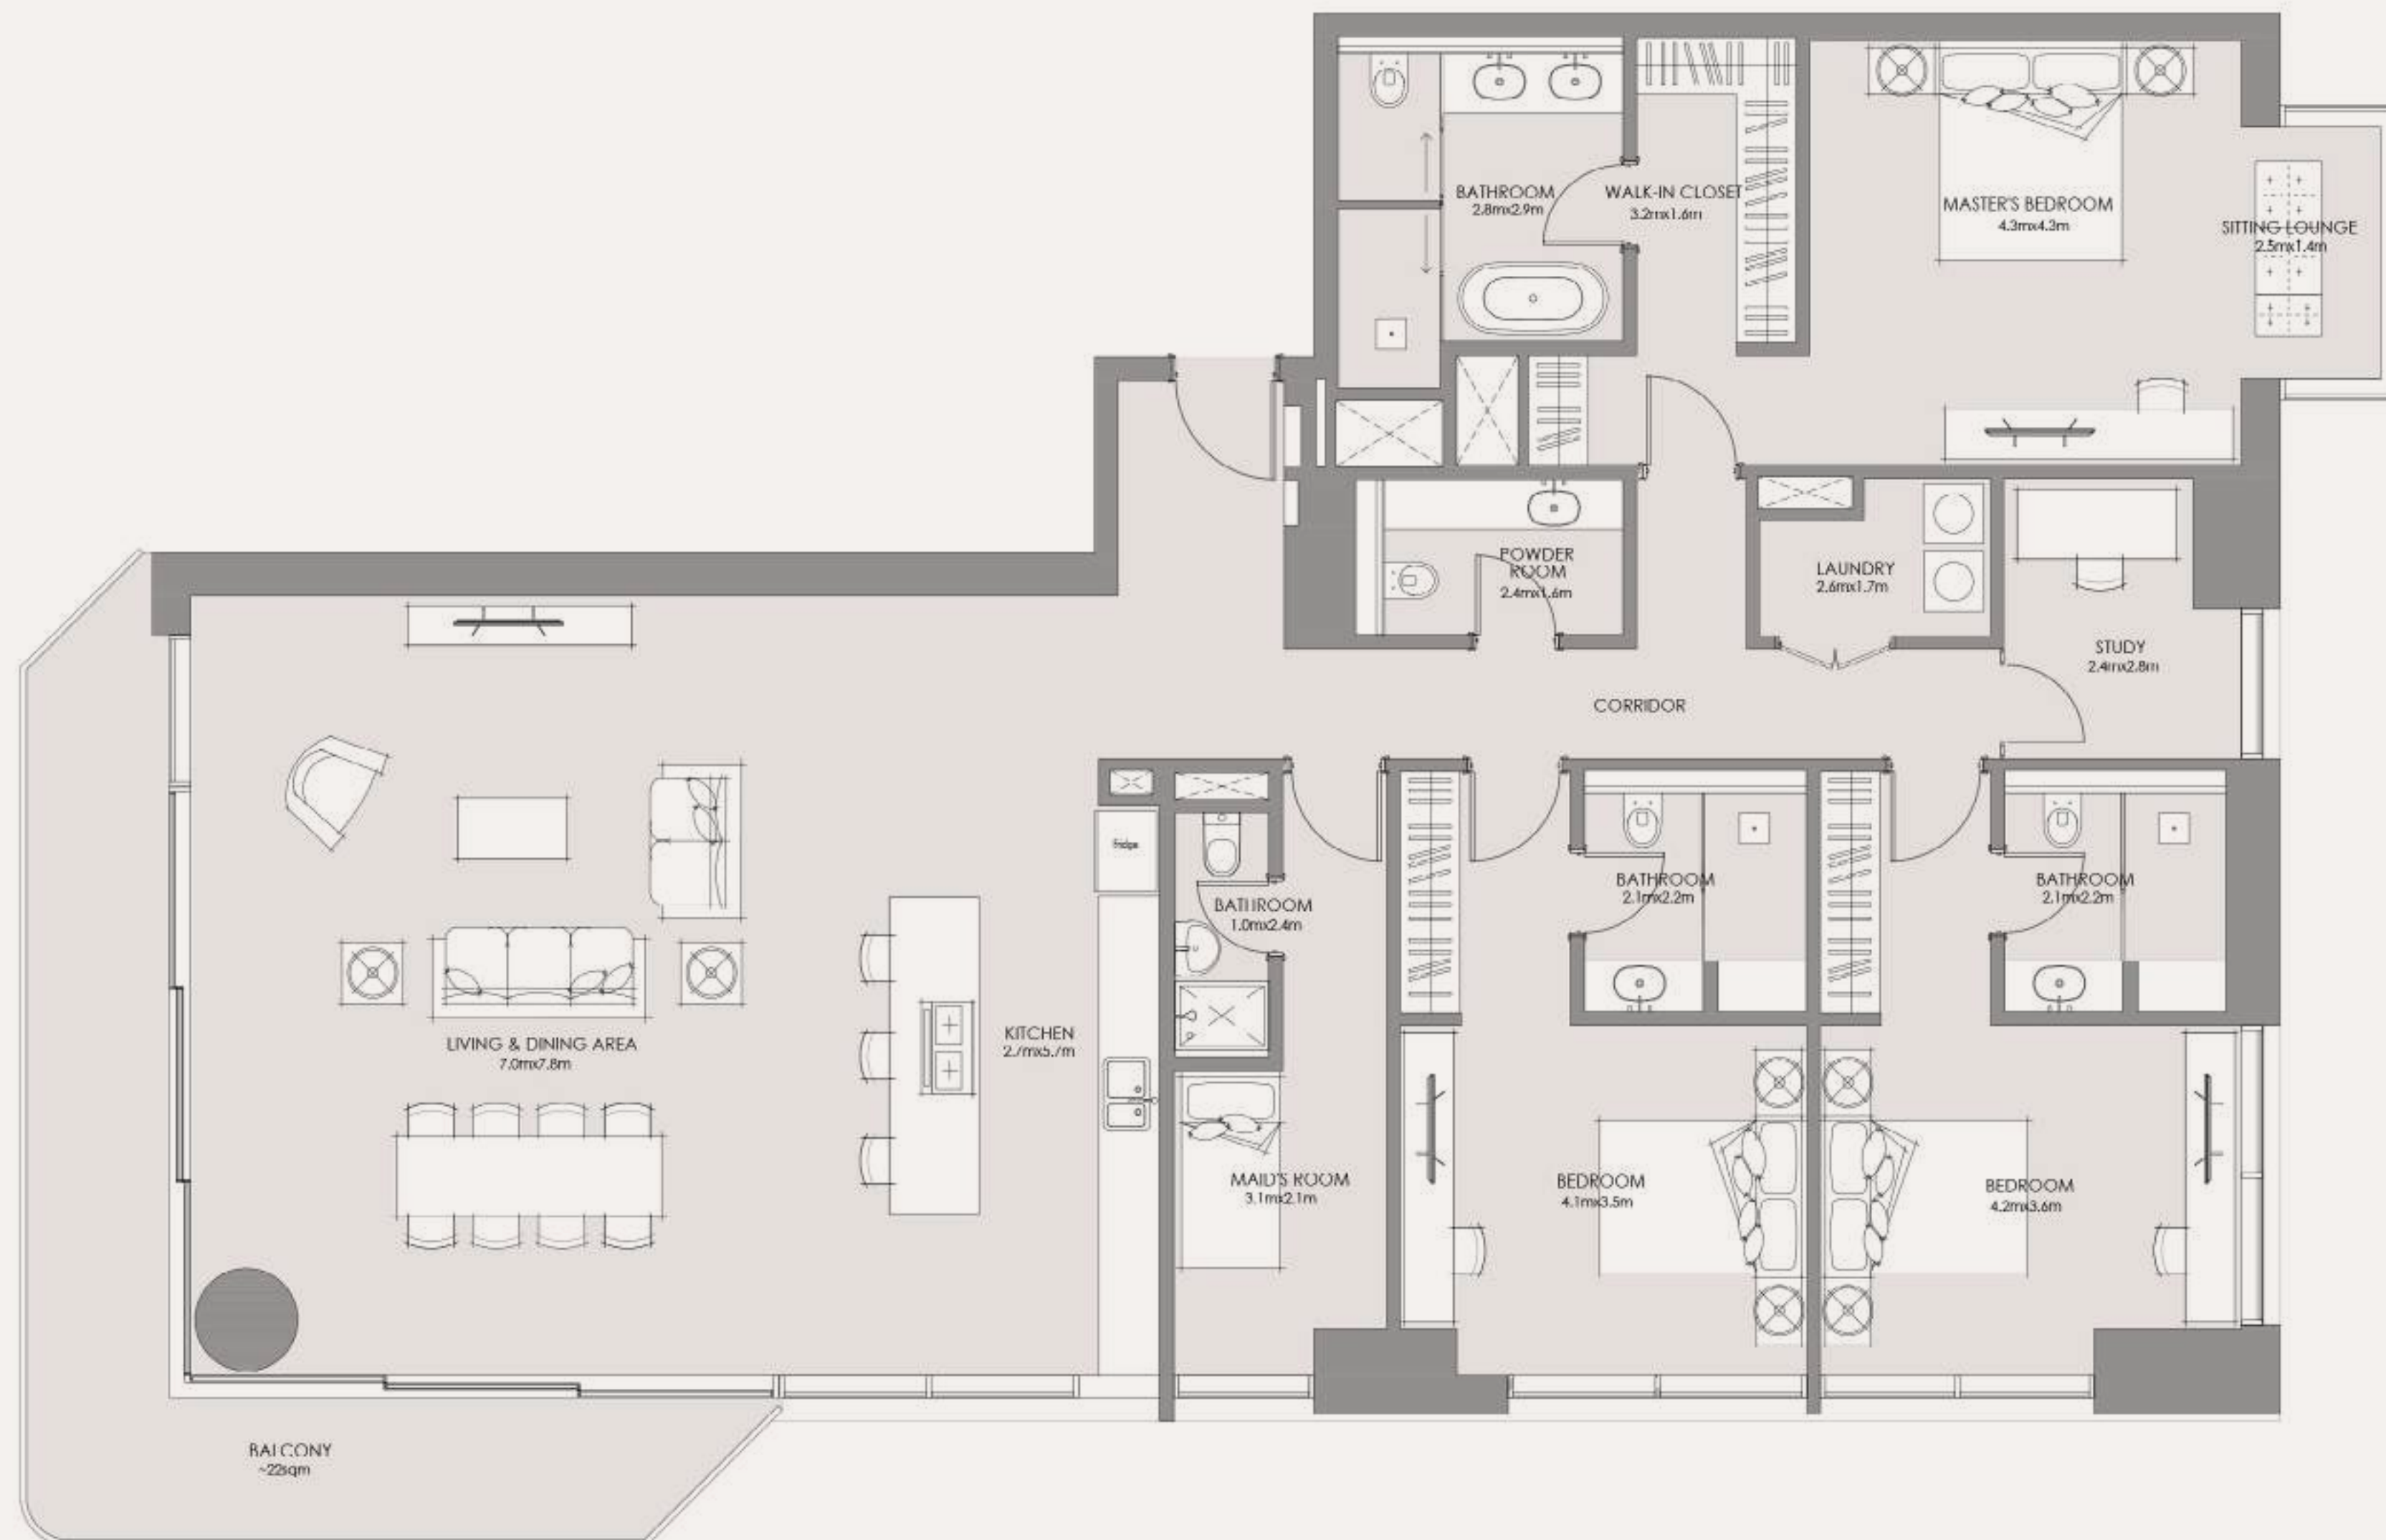 BATHROOM
2.8mx2.9m
WALK-IN CLOSET
3.2mx1.6m
MASTER'S BEDROOM
4.3mx4.3m
SITTING LOUNGE
2.5mx1.4m
POWDER
ROOM
2.4mx1.6m
LAUNDRY
2.6mx1.7m
STUDY
2.4mx2.8m
CORRIDOR
fridge
BATHROOM
1.0mx2.4m
BATHROOM
2.1mx2.2m
BATHROOM
2.1mx2.2m
LIVING & DINING AREA
7.0mx7.8m
KITCHEN
2.7mx5.7m
MAID'S ROOM
3.1mx2.1m
BEDROOM
4.1mx3.5m
BEDROOM
4.2mx3.6m
BALCONY
~22sqm